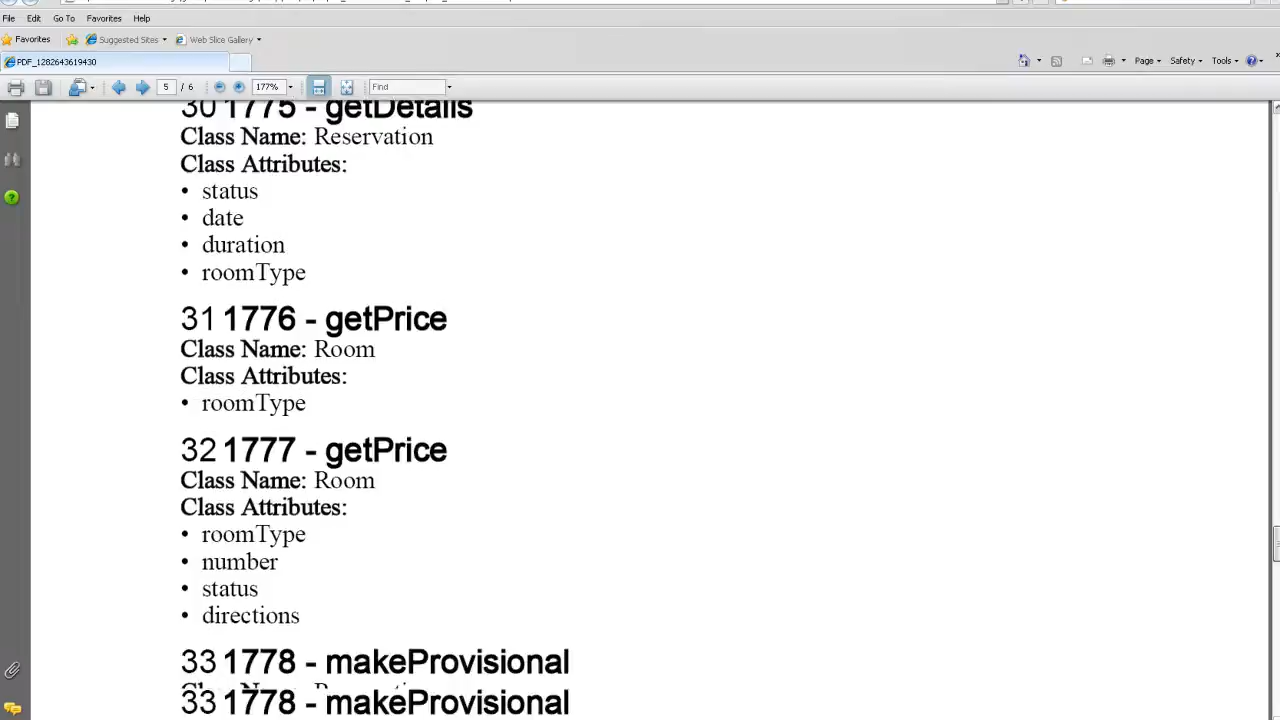 File Edit Go To Favorites Help
Favorites Suggested Sites Web Slice Gallery
PDF_1282643619430
Page Safety Tools
5 / 6 177% Find
30 1775 - getDetails
Class Name: Reservation
Class Attributes:
• status
• date
• duration
• roomType
31 1776 - getPrice
Class Name: Room
Class Attributes:
• roomType
32 1777 - getPrice
Class Name: Room
Class Attributes:
• roomType
• number
• status
• directions
33 1778 - makeProvisional
33 1778 - makeProvisional